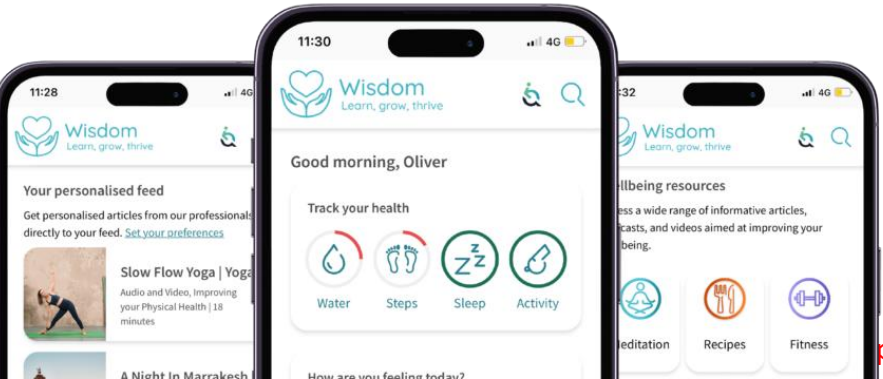 11:28
4G
Wisdom
Learn, grow, thrive
Your personalised feed
Get personalised articles from our professionals
directly to your feed. Set your preferences
Slow Flow Yoga | Yoga
Audio and Video, Improving
your Physical Health | 18
minutes
A Night In Marrakesh
11:30
4G
Wisdom
Learn, grow, thrive
Good morning, Oliver
Track your health
Water
Steps
Sleep
Activity
How are you feeling today?
:32
4G
Wisdom
Learn, grow, thrive
llbeing resources
ess a wide range of informative articles,
casts, and videos aimed at improving your
being.
editation
Recipes
Fitness